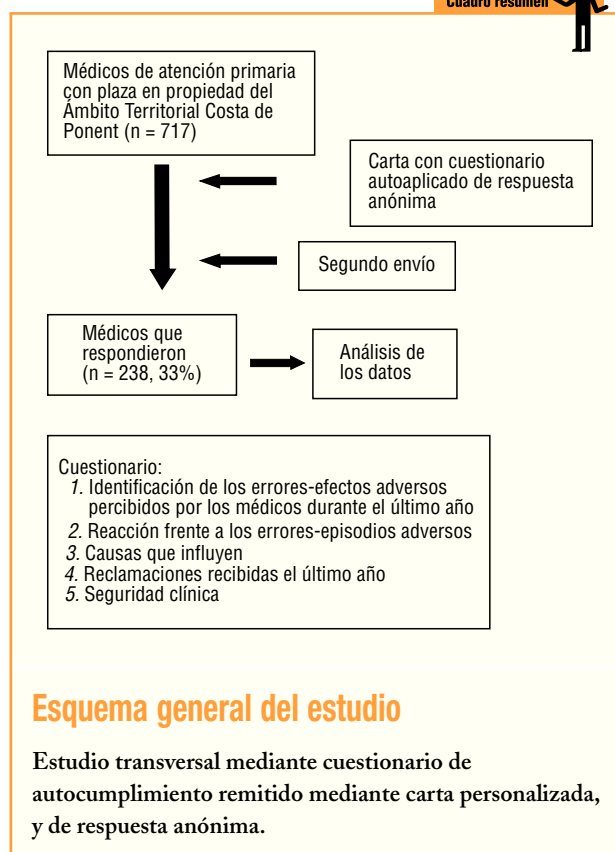 Cuadro resumen
Médicos de atención primaria
con plaza en propiedad del
Ámbito Territorial Costa de
Ponent (n = 717)
Carta con cuestionario
autoaplicado de respuesta
anónima
Segundo envío
Médicos que
respondieron
(n = 238, 33%)
Análisis de
los datos
Cuestionario:
1. Identificación de los errores-efectos adversos
percibidos por los médicos durante el último año
2. Reacción frente a los errores-episodios adversos
3. Causas que influyen
4. Reclamaciones recibidas el último año
5. Seguridad clínica
Esquema general del estudio
Estudio transversal mediante cuestionario de
autocumplimiento remitido mediante carta personalizada,
y de respuesta anónima.